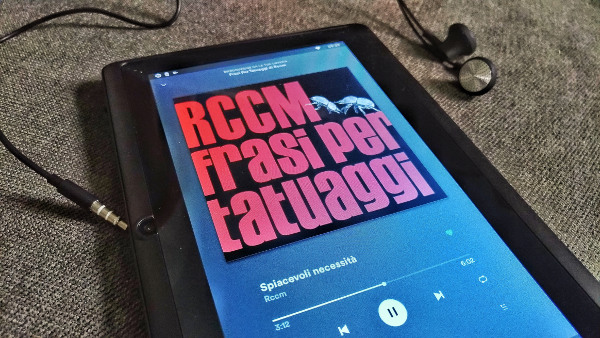 Frasi Per Tatuaggi di Rccm
RCCM
frasi per
tatuaggi
Spiacevoli necessità
Rccm
3:12
6:02